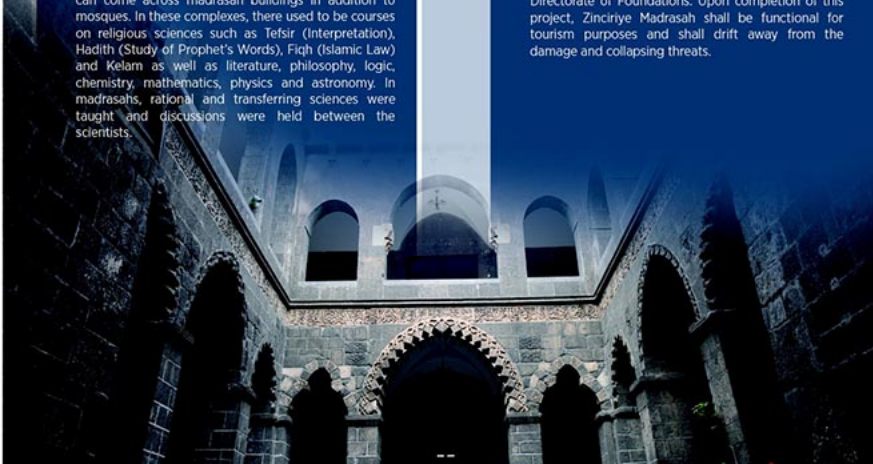 can come across madrasah buildings in addition to
mosques. In these complexes, there used to be courses
on religious sciences such as Tefsir (Interpretation),
Hadith (Study of Prophet's Words), Fiqh (Islamic Law)
and Kelam as well as literature, philosophy, logic,
chemistry, mathematics, physics and astronomy. In
madrasahs, rational and transferring sciences were
taught and discussions were held between the
scientists.
Directorate of Foundations. Upon completion of this
project, Zinciriye Madrasah shall be functional for
tourism purposes and shall drift away from the
damage and collapsing threats.